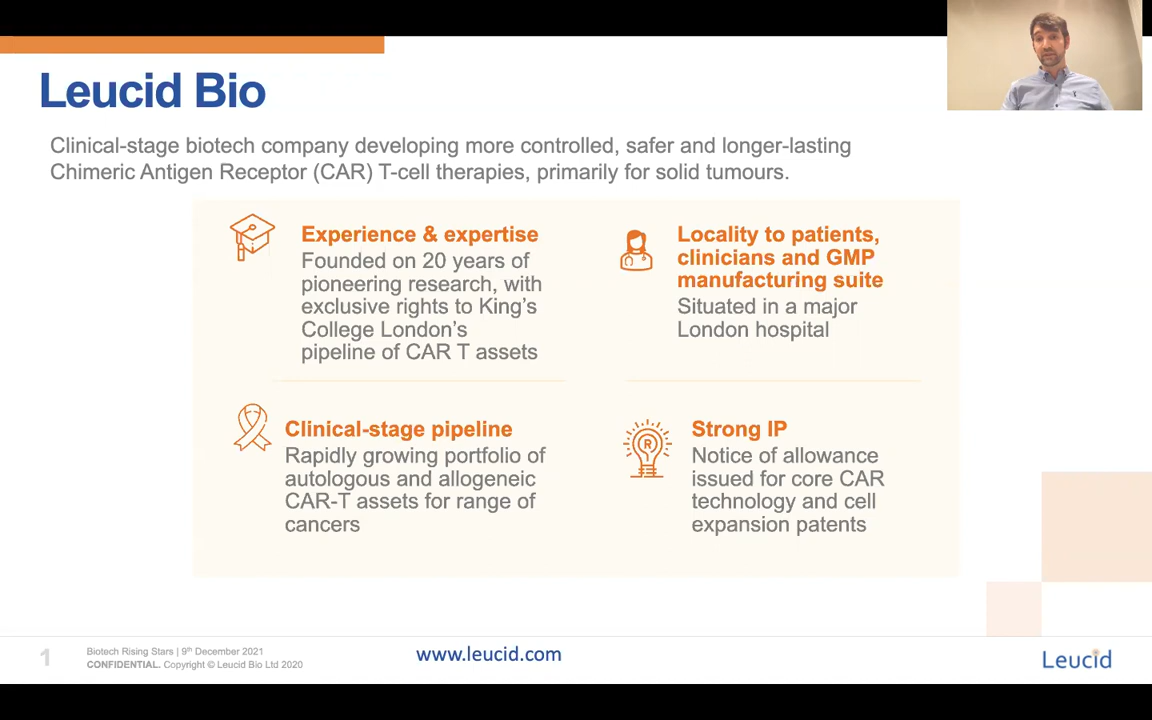 Leucid Bio
Clinical-stage biotech company developing more controlled, safer and longer-lasting
Chimeric Antigen Receptor (CAR) T-cell therapies, primarily for solid tumours.
Experience & expertise
Founded on 20 years of
pioneering research, with
exclusive rights to King’s
College London’s
pipeline of CAR T assets
Locality to patients,
clinicians and GMP
manufacturing suite
Situated in a major
London hospital
Clinical-stage pipeline
Rapidly growing portfolio of
autologous and allogeneic
CAR-T assets for range of
cancers
R
Strong IP
Notice of allowance
issued for core CAR
technology and cell
expansion patents
1
Biotech Rising Stars | 9th December 2021
CONFIDENTIAL. Copyright © Leucid Bio Ltd 2020
www.leucid.com
Leucid